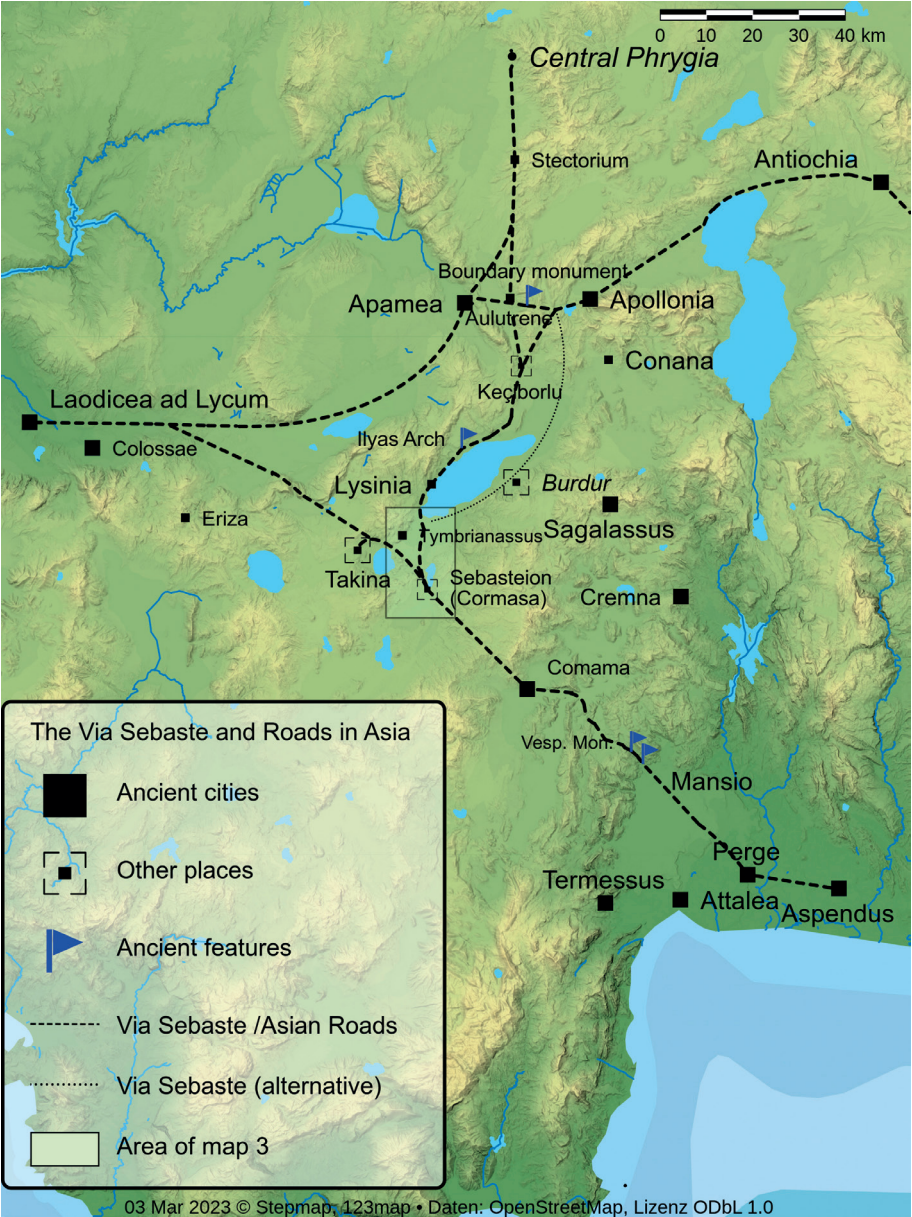 0 10 20 30 40 km
Central Phrygia
Stectorium
Antiochia
Boundary monument
Apamea
Apollonia
Aulutrene
Conana
Keçiborlu
Laodicea ad Lycum
Ilyas Arch
Colossae
Lysinia
Burdur
Sagalassus
Eriza
Tymbrianassus
Takina
Sebasteion
(Cormasa)
Cremna
Comama
Vesp. Mon.
Mansio
Perge
Termessus
Attalea
Aspendus
The Via Sebaste and Roads in Asia
Ancient cities
Other places
Ancient features
Via Sebaste /Asian Roads
Via Sebaste (alternative)
Area of map 3
03 Mar 2023 © Stepmap, 123map • Daten: OpenStreetMap, Lizenz ODbL 1.0